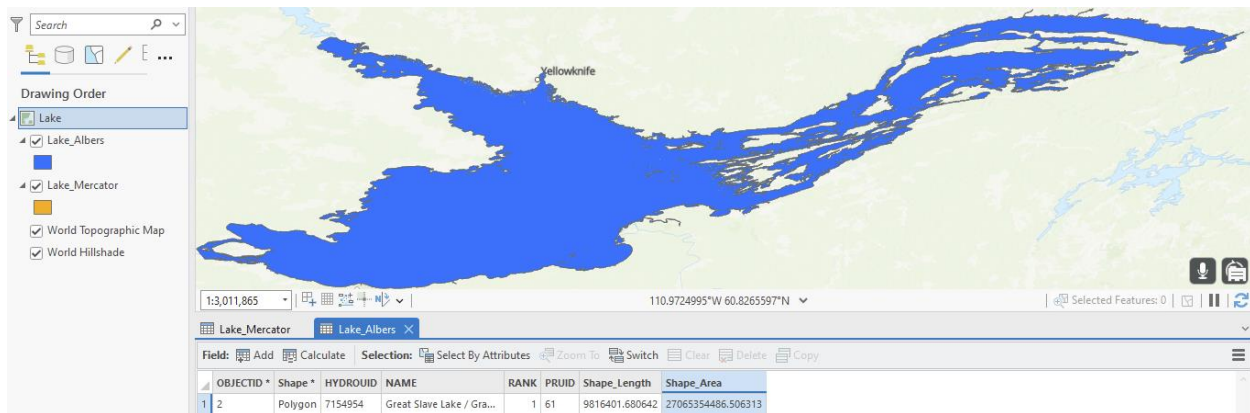 Search
Drawing Order
Lake
Lake_Albers
Lake_Mercator
World Topographic Map
World Hillshade
Yellowknife
1:3,011,865
110.9724995°W 60.8265597°N
Selected Features: 0
Lake_Mercator Lake_Albers
Field: Add Calculate Selection: Select By Attributes Zoom To Switch Clear Delete Copy
OBJECTID * Shape * HYDROUID NAME RANK PRUID Shape_Length Shape_Area
1 2 Polygon 7154954 Great Slave Lake / Gra... 1 61 9816401.680642 27065354486.506313